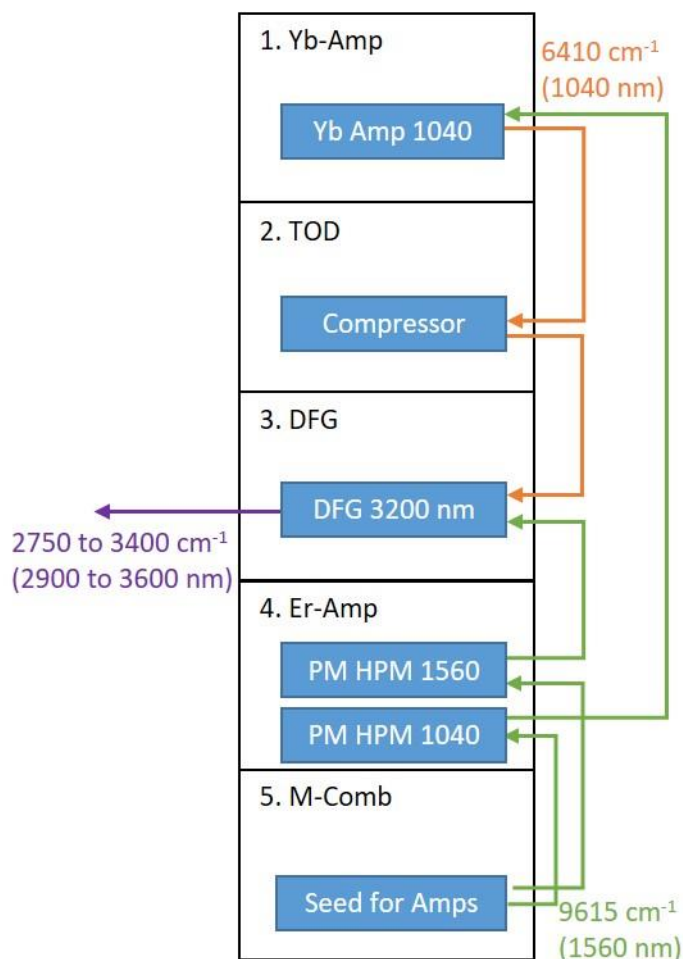 1. Yb-Amp
6410 cm-1
(1040 nm)
Yb Amp 1040
2. TOD
Compressor
3. DFG
DFG 3200 nm
2750 to 3400 cm-1
(2900 to 3600 nm)
4. Er-Amp
PM HPM 1560
PM HPM 1040
5. M-Comb
Seed for Amps
9615 cm-1
(1560 nm)